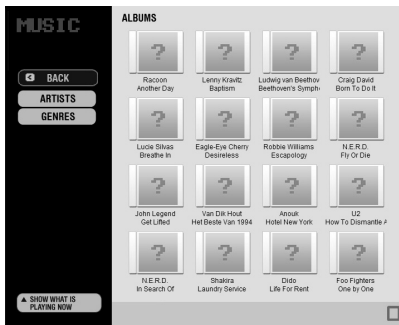 MUSIC
BACK
ARTISTS
GENRES
SHOW WHAT IS
PLAYING NOW
ALBUMS
Racoon
Another Day
Lenny Kravitz
Baptism
Ludwig van Beethov
Beethoven's Symph
Craig David
Born To Do It
Lucie Silvas
Breathe In
Eagle-Eye Cherry
Desireless
Robbie Williams
Escapology
N.E.R.D.
Fly Or Die
John Legend
Get Lifted
Van Dik Hout
Het Beste Van 1994
Anouk
Hotel New York
U2
How To Dismantle A
N.E.R.D.
In Search Of
Shakira
Laundry Service
Dido
Life For Rent
Foo Fighters
One by One